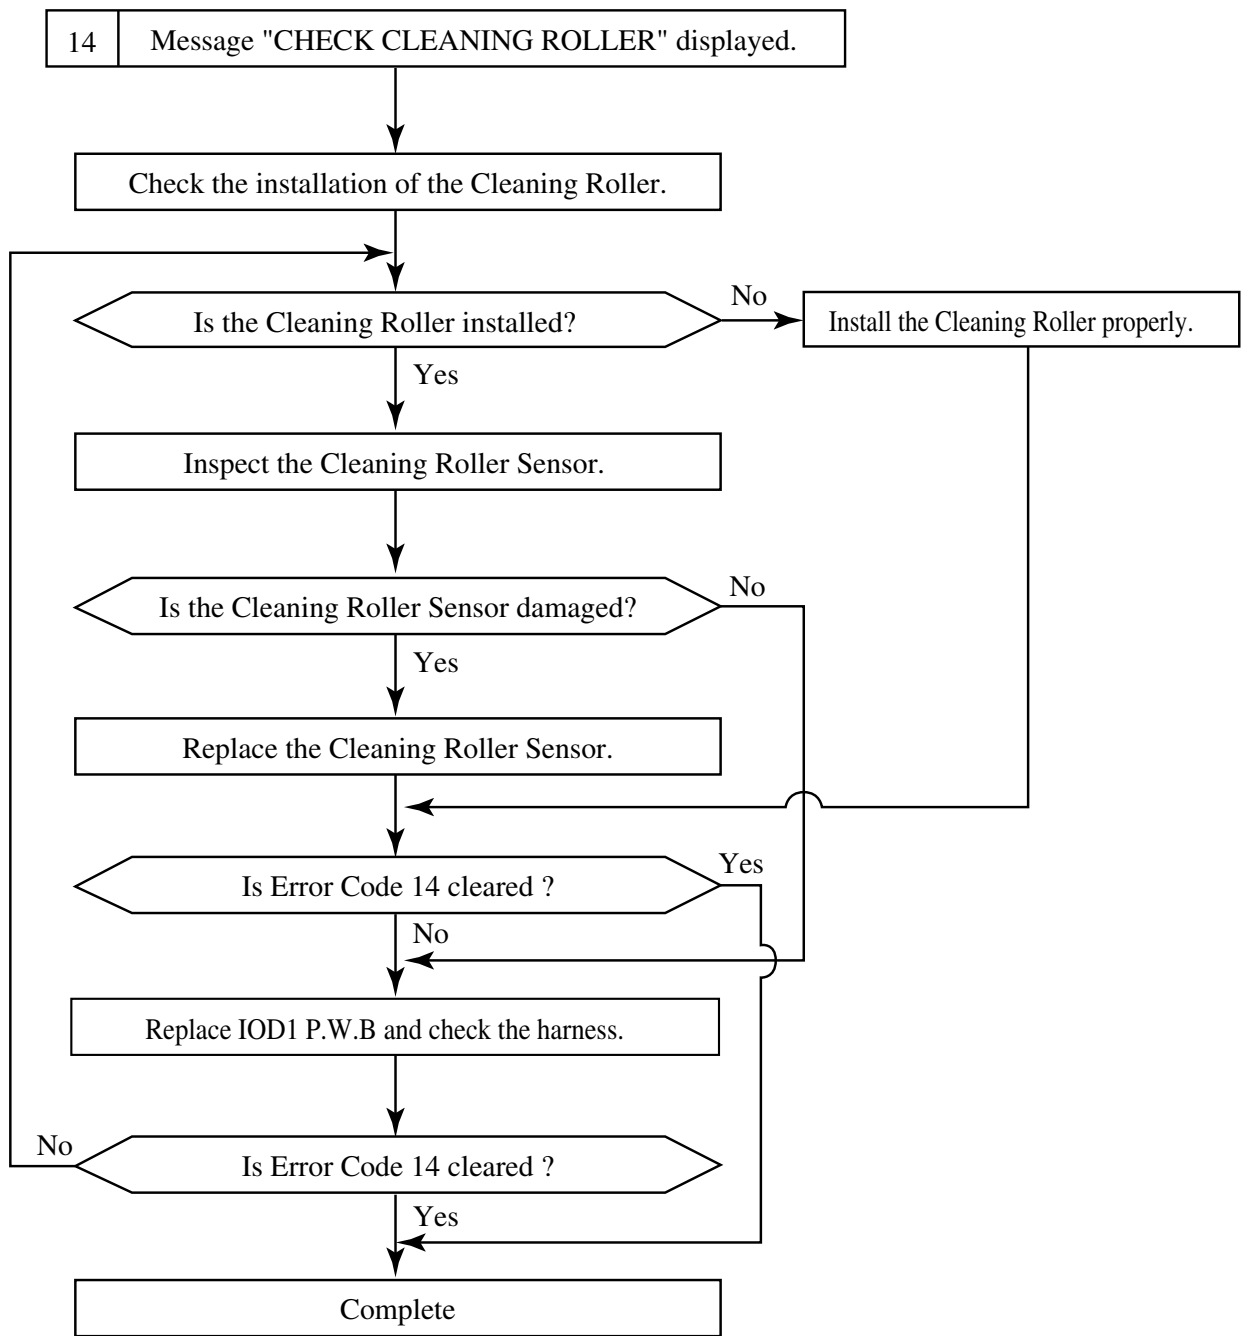 14 Message "CHECK CLEANING ROLLER" displayed.
Check the installation of the Cleaning Roller.
Is the Cleaning Roller installed?
No
Install the Cleaning Roller properly.
Yes
Inspect the Cleaning Roller Sensor.
Is the Cleaning Roller Sensor damaged?
No
Yes
Replace the Cleaning Roller Sensor.
Is Error Code 14 cleared ?
Yes
No
Replace IOD1 P.W.B and check the harness.
No
Is Error Code 14 cleared ?
Yes
Complete